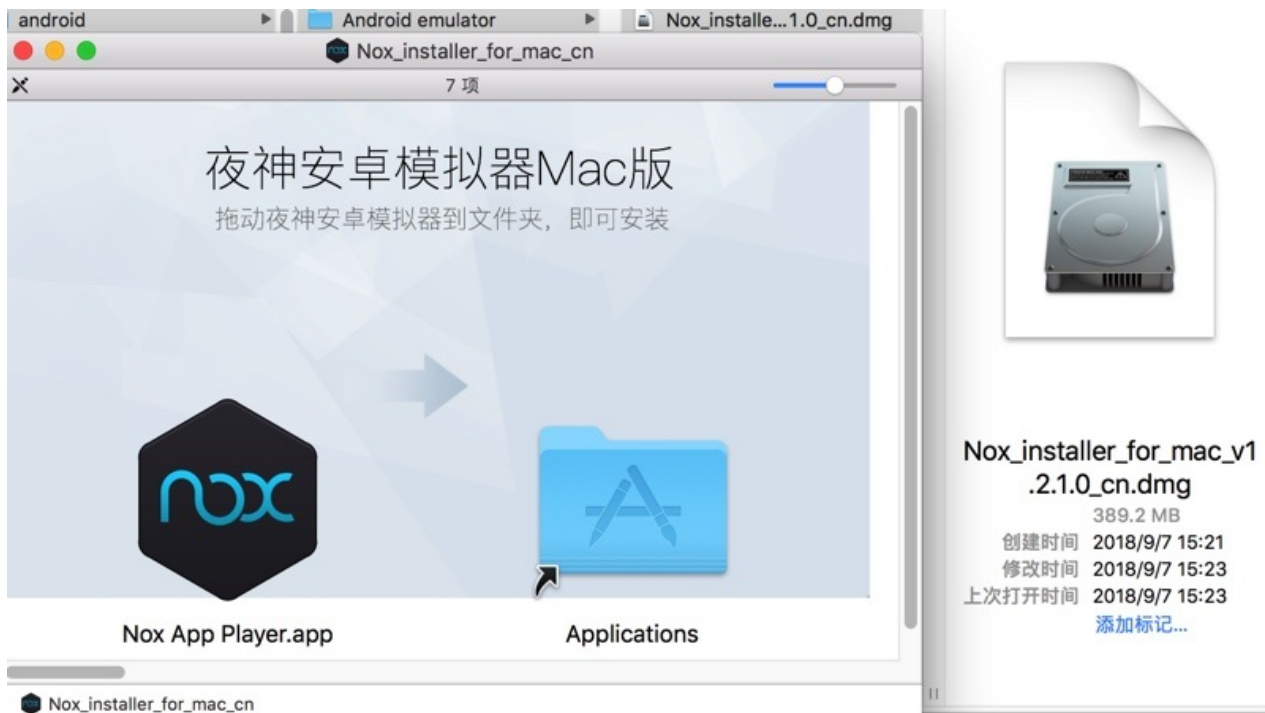 android
Android emulator
Nox_installe...1.0_cn.dmg
Nox_installer_for_mac_cn
7 项
夜神安卓模拟器Mac版
拖动夜神安卓模拟器到文件夹，即可安装
nox
Nox App Player.app
Applications
Nox_installer_for_mac_cn
Nox_installer_for_mac_v1
.2.1.0_cn.dmg
389.2 MB
创建时间 2018/9/7 15:21
修改时间 2018/9/7 15:23
上次打开时间 2018/9/7 15:23
添加标记...